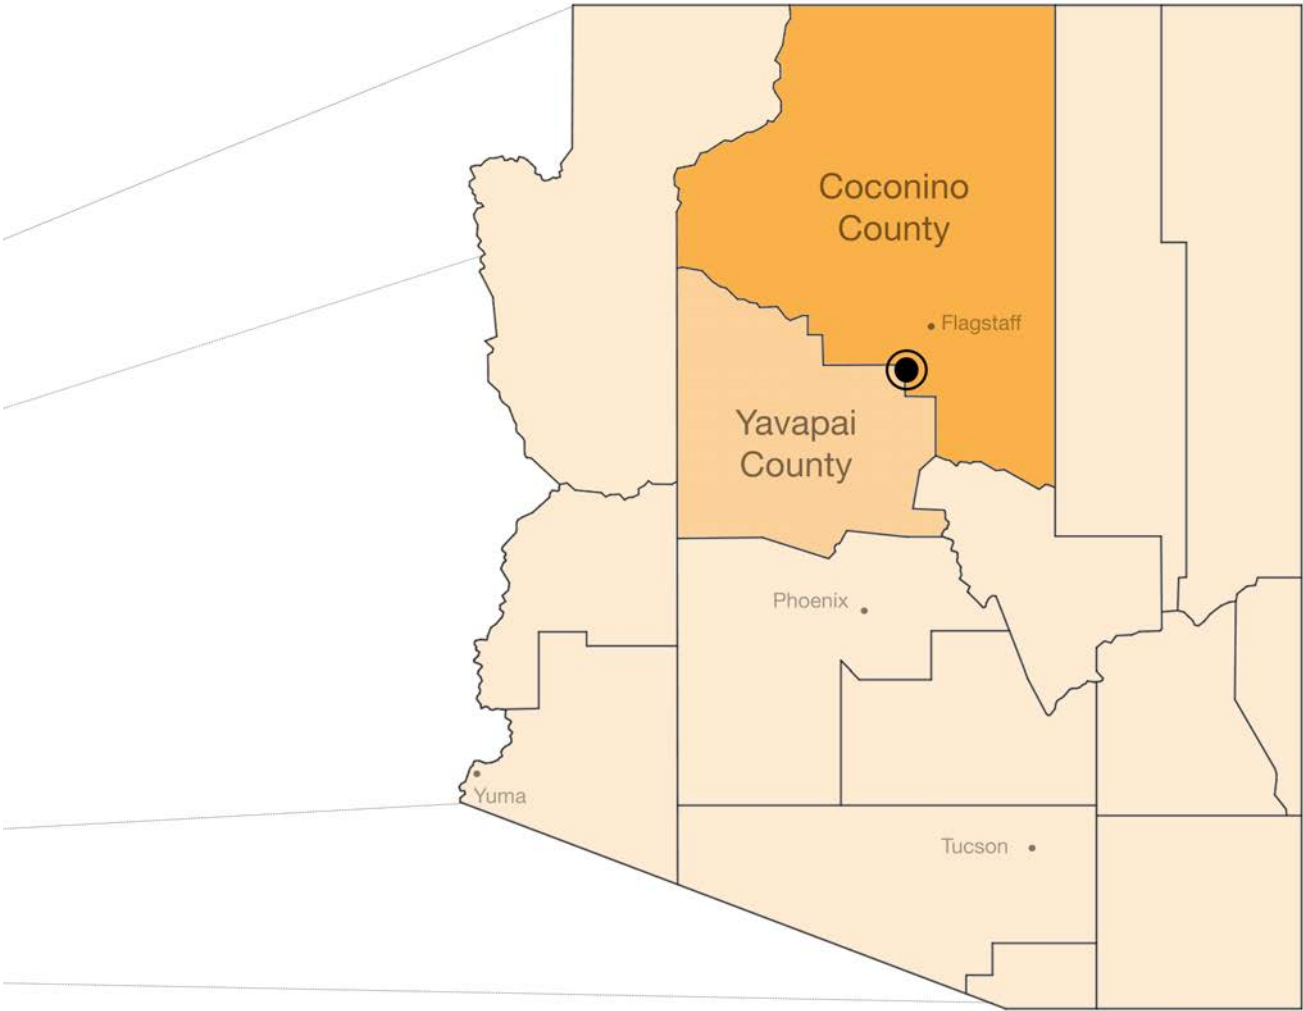 Coconino
County
Flagstaff
Yavapai
County
Phoenix
Yuma
Tucson